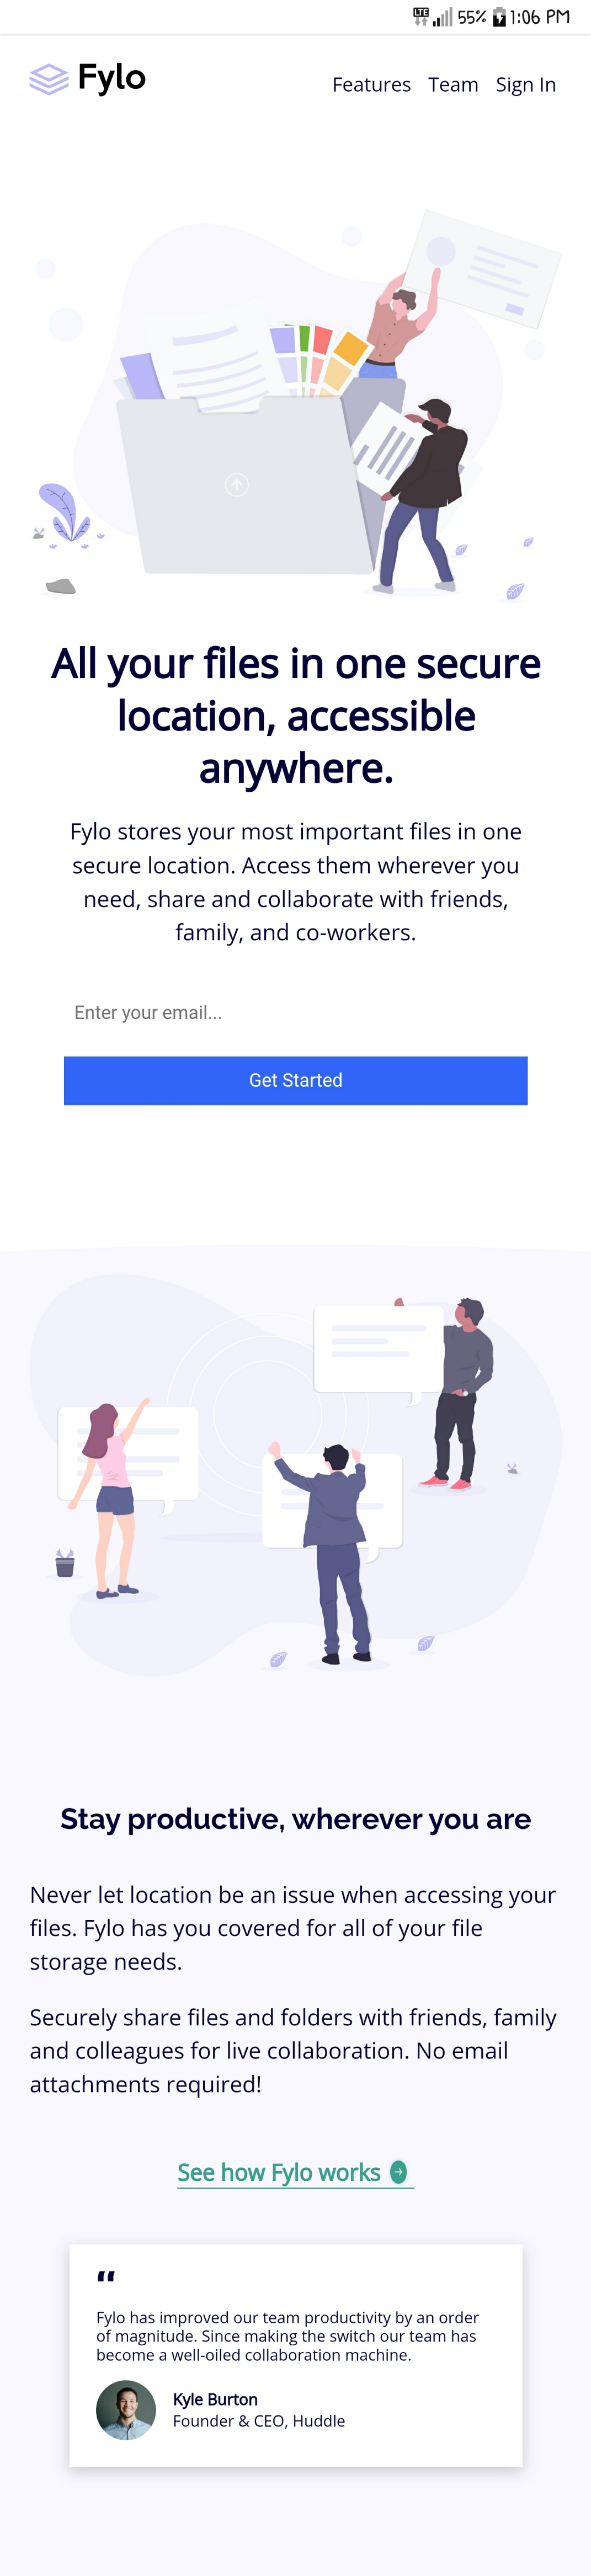 LTE 55% 1:06 PM
Fylo
Features Team Sign In
All your files in one secure
location, accessible
anywhere.
Fylo stores your most important files in one
secure location. Access them wherever you
need, share and collaborate with friends,
family, and co-workers.
Enter your email...
Get Started
Stay productive, wherever you are
Never let location be an issue when accessing your
files. Fylo has you covered for all of your file
storage needs.
Securely share files and folders with friends, family
and colleagues for live collaboration. No email
attachments required!
See how Fylo works
“
Fylo has improved our team productivity by an order
of magnitude. Since making the switch our team has
become a well-oiled collaboration machine.
Kyle Burton
Founder & CEO, Huddle